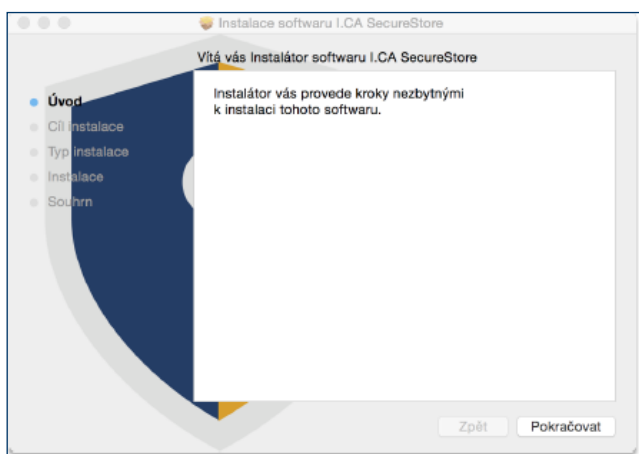 Instalace softwaru I.CA SecureStore
Vítá vás Instalátor softwaru I.CA SecureStore
Úvod
Cíl instalace
Typ instalace
Instalace
Souhrn
Instalátor vás provede kroky nezbytnými
k instalaci tohoto softwaru.
Zpět
Pokračovat